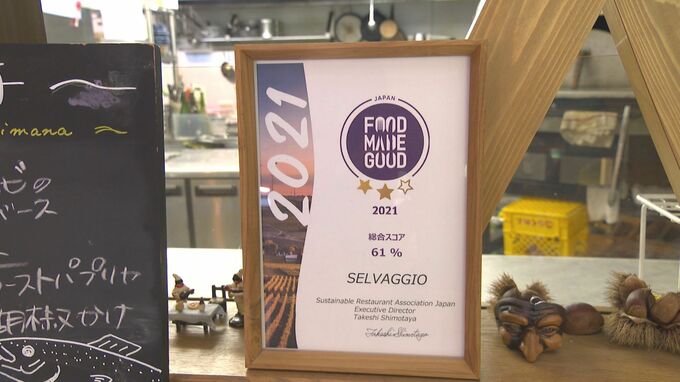 imana
ビの
ース
ーストパプリカ
胡椒又かけ
2021
JAPAN
FOOD
MADE
GOOD
2021
総合スコア
61 %
SELVAGGIO
Sustainable Restaurant Association Japan
Executive Director
Takeshi Shimotaya
Takeshi Shimotaya